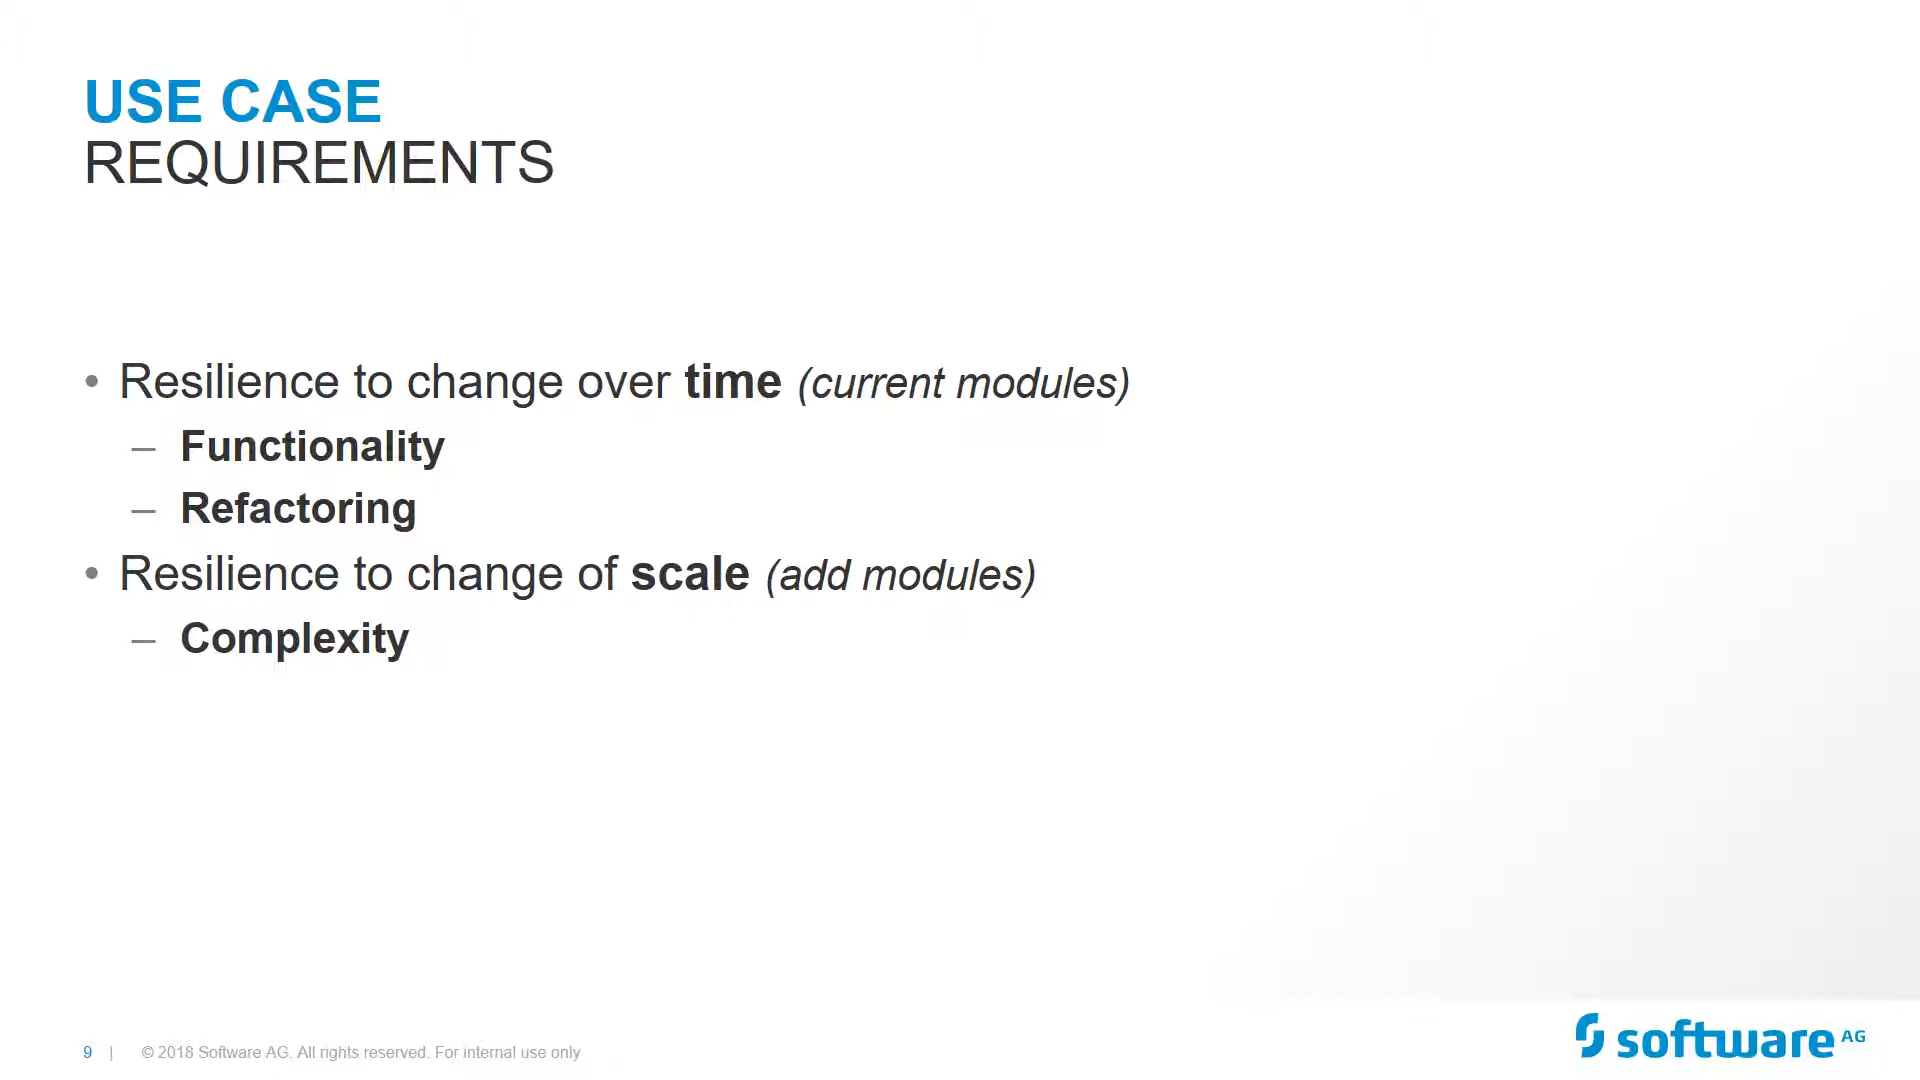 USE CASE
REQUIREMENTS
• Resilience to change over time (current modules)
– Functionality
– Refactoring
• Resilience to change of scale (add modules)
– Complexity
9 | © 2018 Software AG. All rights reserved. For internal use only
software AG